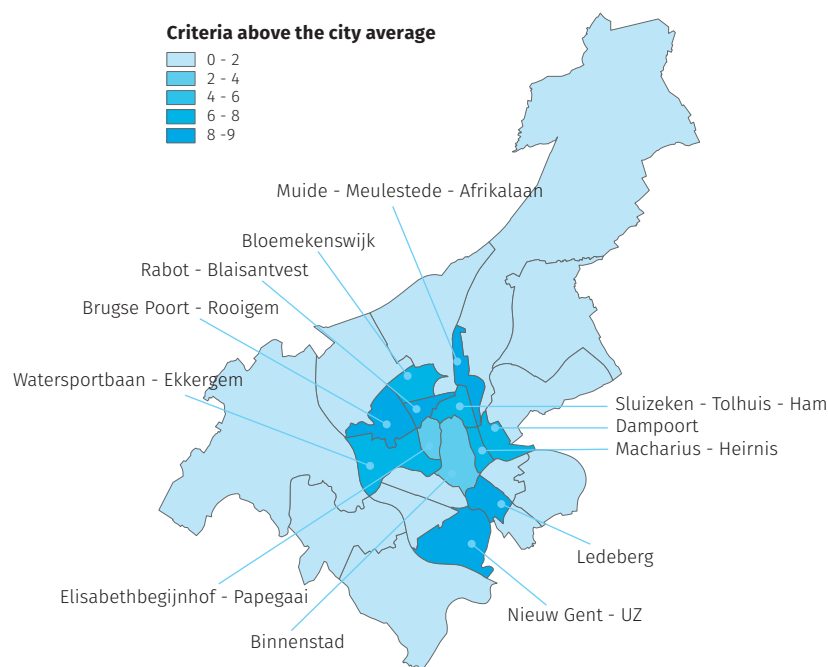 Criteria above the city average
0 - 2
2 - 4
4 - 6
6 - 8
8 -9
Muide - Meulestede - Afrikalaan
Bloemekenswijk
Rabot - Blaisantvest
Brugse Poort - Rooigem
Watersportbaan - Ekkergem
Sluizeken - Tolhuis - Ham
Dampoort
Macharius - Heirnis
Ledeberg
Elisabethbegijnhof - Papegaai
Nieuw Gent - UZ
Binnenstad